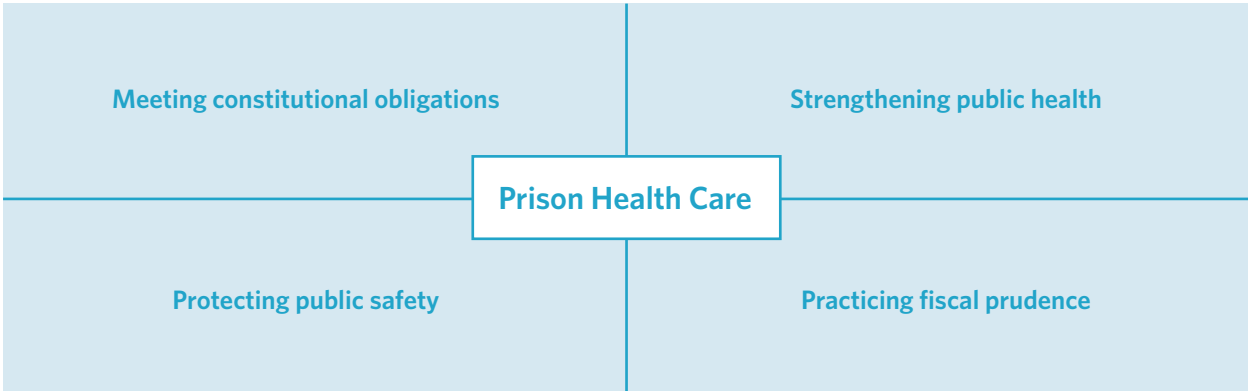 Meeting constitutional obligations
Strengthening public health
Prison Health Care
Protecting public safety
Practicing fiscal prudence